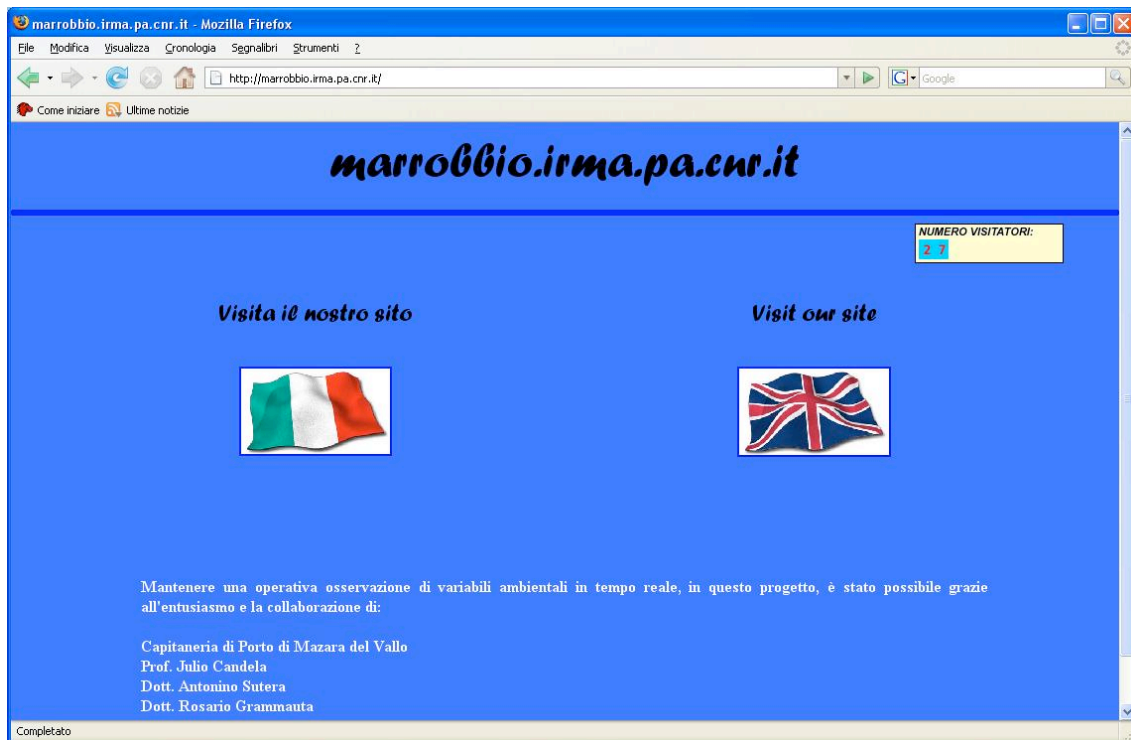 marrobbio.irma.pa.cnr.it - Mozilla Firefox
File Modifica Visualizza Cronologia Segnalibri Strumenti ?
http://marrobbio.irma.pa.cnr.it/
G Google
Come iniziare Ultime notizie
marrobbio.irma.pa.cnr.it
NUMERO VISITATORI:
2 7
Visita il nostro sito
Visit our site
Mantenere una operativa osservazione di variabili ambientali in tempo reale, in questo progetto, è stato possibile grazie
all'entusiasmo e la collaborazione di:
Capitaneria di Porto di Mazara del Vallo
Prof. Julio Candela
Dott. Antonino Sutera
Dott. Rosario Grammauta
Completato